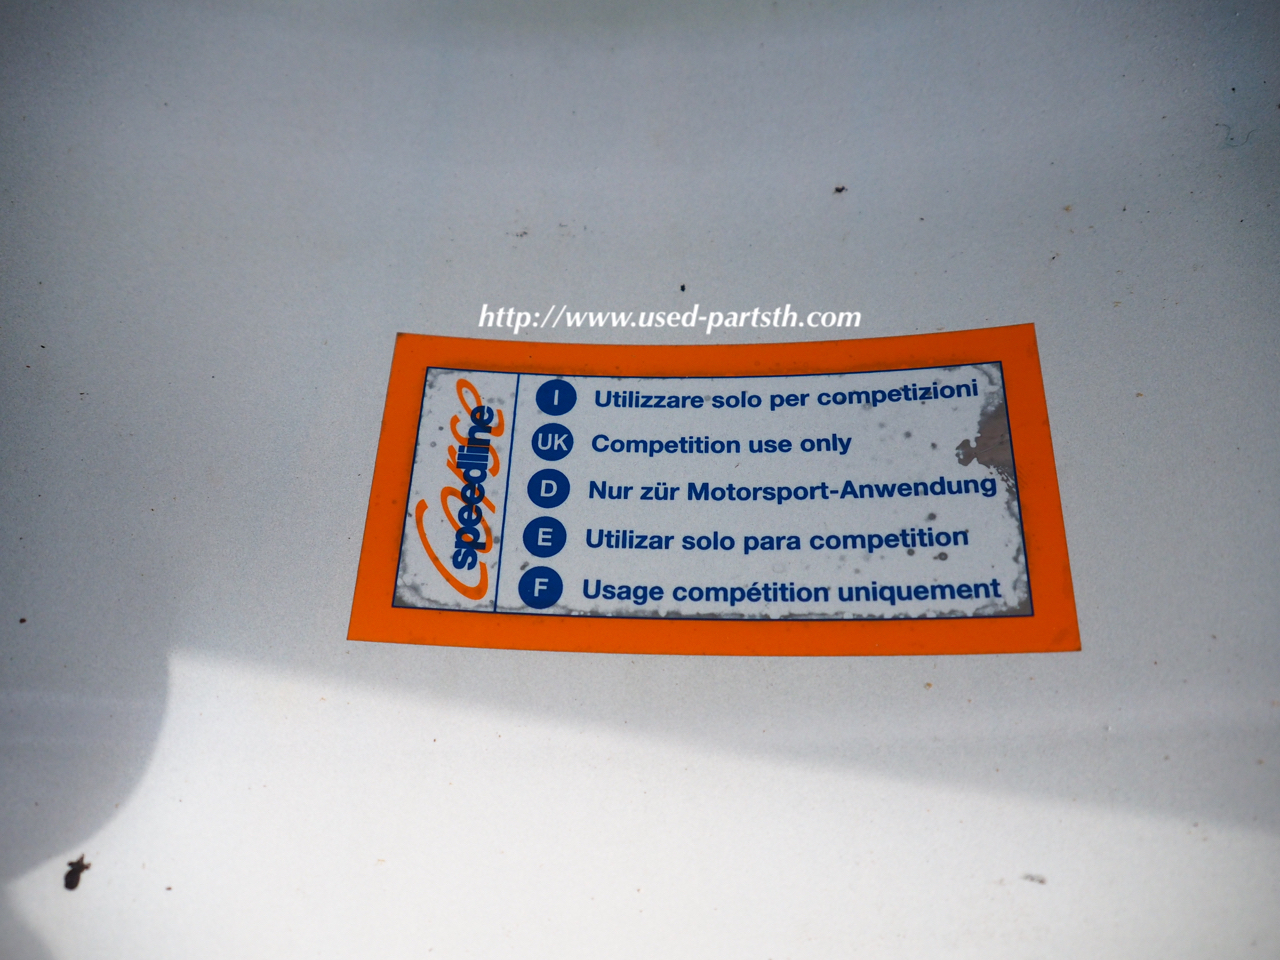 http://www.used-partsth.com
speedline
Corse
I Utilizzare solo per competizioni
UK Competition use only
D Nur zür Motorsport-Anwendung
E Utilizar solo para competition
F Usage compétition uniquement